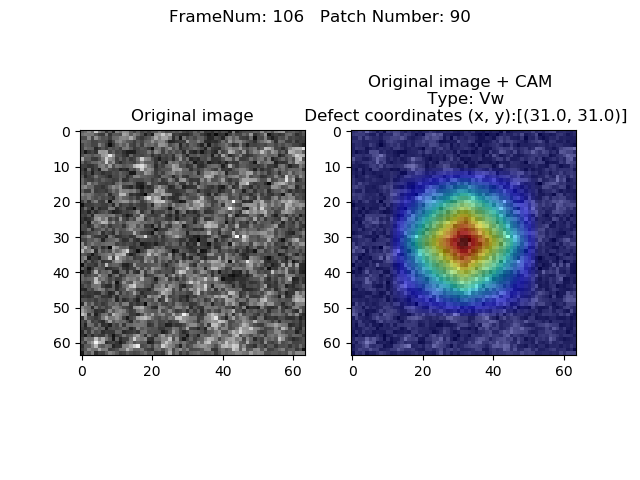 FrameNum: 106   Patch Number: 90
Original image
Original image + CAM
Type: Vw
Defect coordinates (x, y):[(31.0, 31.0)]
0
10
20
30
40
50
60
0 20 40 60
0
10
20
30
40
50
60
0 20 40 60